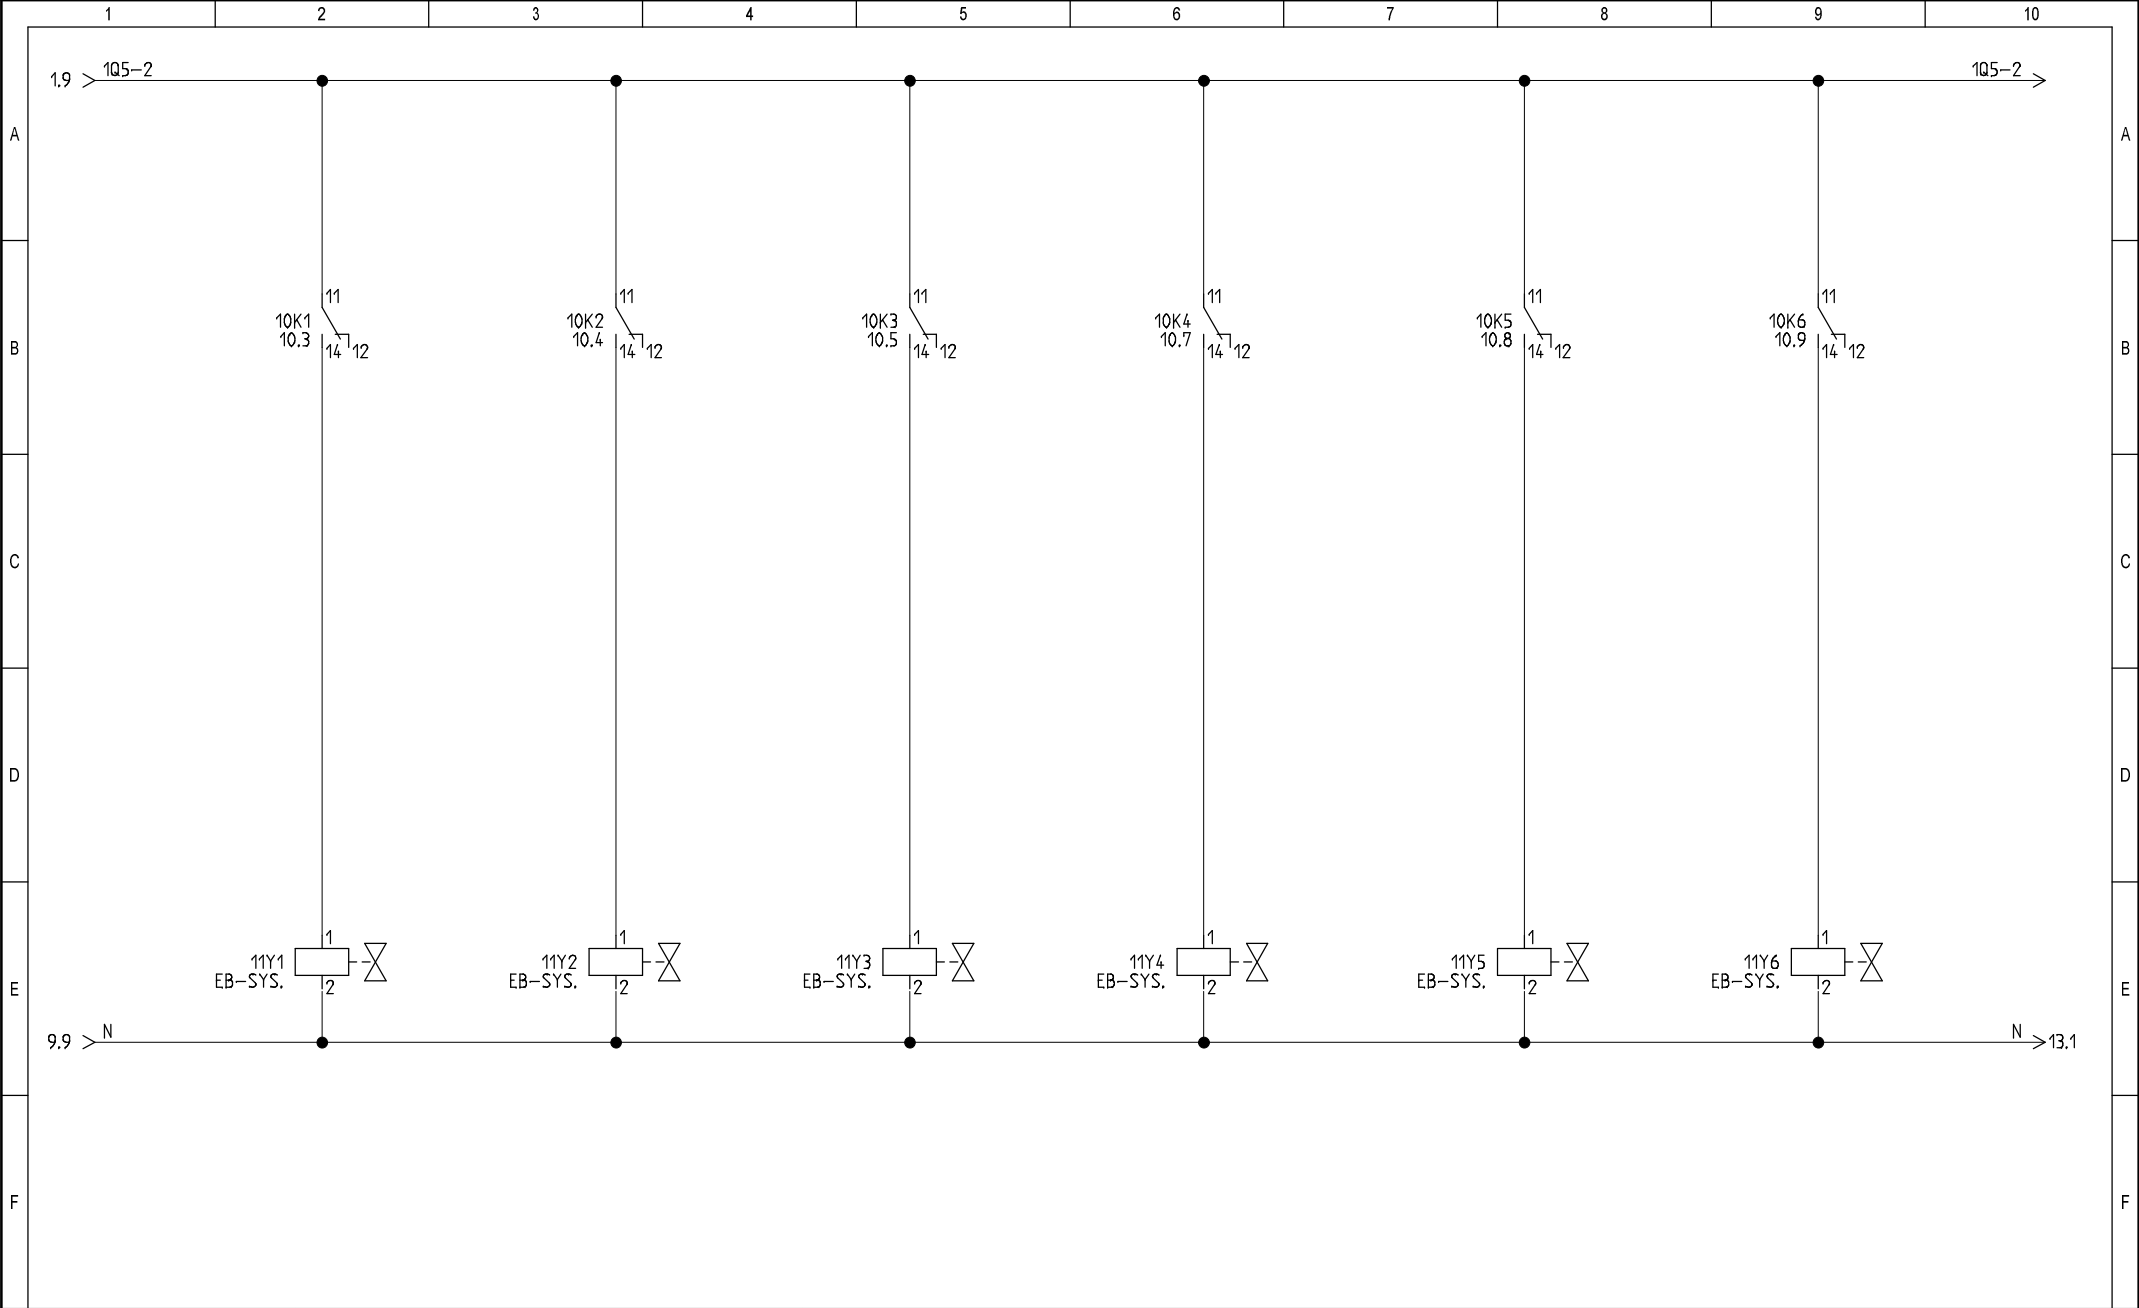 1 2 3 4 5 6 7 8 9 10
1.9 1Q5-2 1Q5-2
A A
11 11 11 11 11 11
10K1 10K2 10K3 10K4 10K5 10K6
10.3 10.4 10.5 10.7 10.8 10.9
B B
14 12 14 12 14 12 14 12 14 12 14 12
C C
D D
1 1 1 1 1 1
11Y1 11Y2 11Y3 11Y4 11Y5 11Y6
EB-SYS. EB-SYS. EB-SYS. EB-SYS. EB-SYS. EB-SYS.
E 2 2 2 2 2 2 E
9.9 N N 13.1
F F